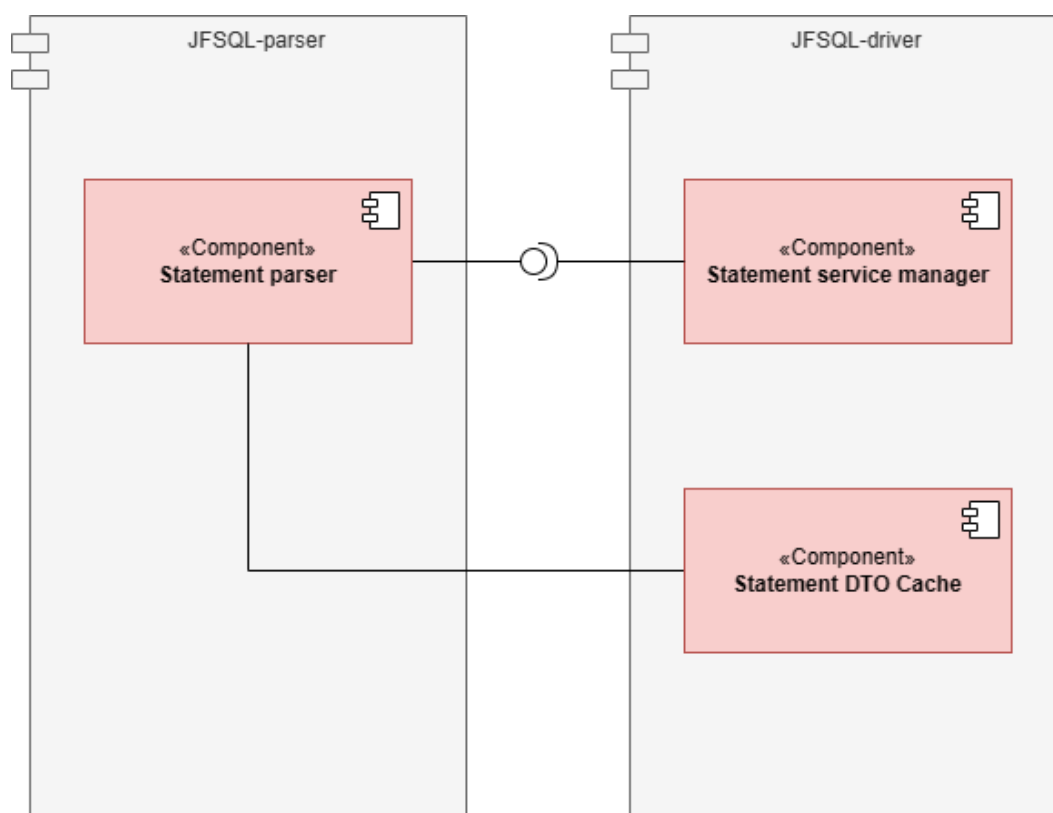 JFSQL-parser
JFSQL-driver
«Component»
Statement parser
«Component»
Statement service manager
«Component»
Statement DTO Cache